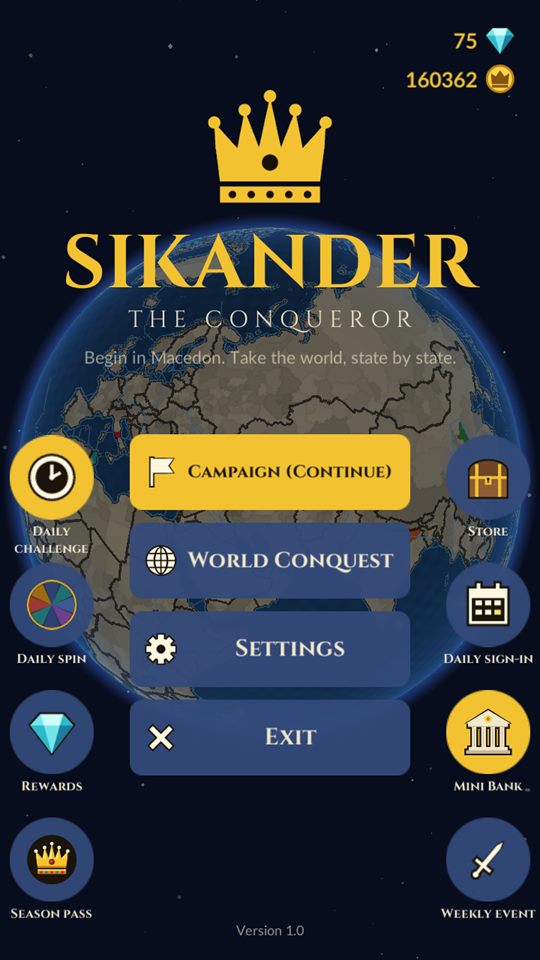 75
160362
SIKANDER
THE CONQUEROR
Begin in Macedon. Take the world, state by state.
Campaign (Continue)
Daily
challenge
Store
World Conquest
Daily spin
Daily sign-in
Settings
Exit
Rewards
Mini Bank
Season pass
Weekly event
Version 1.0